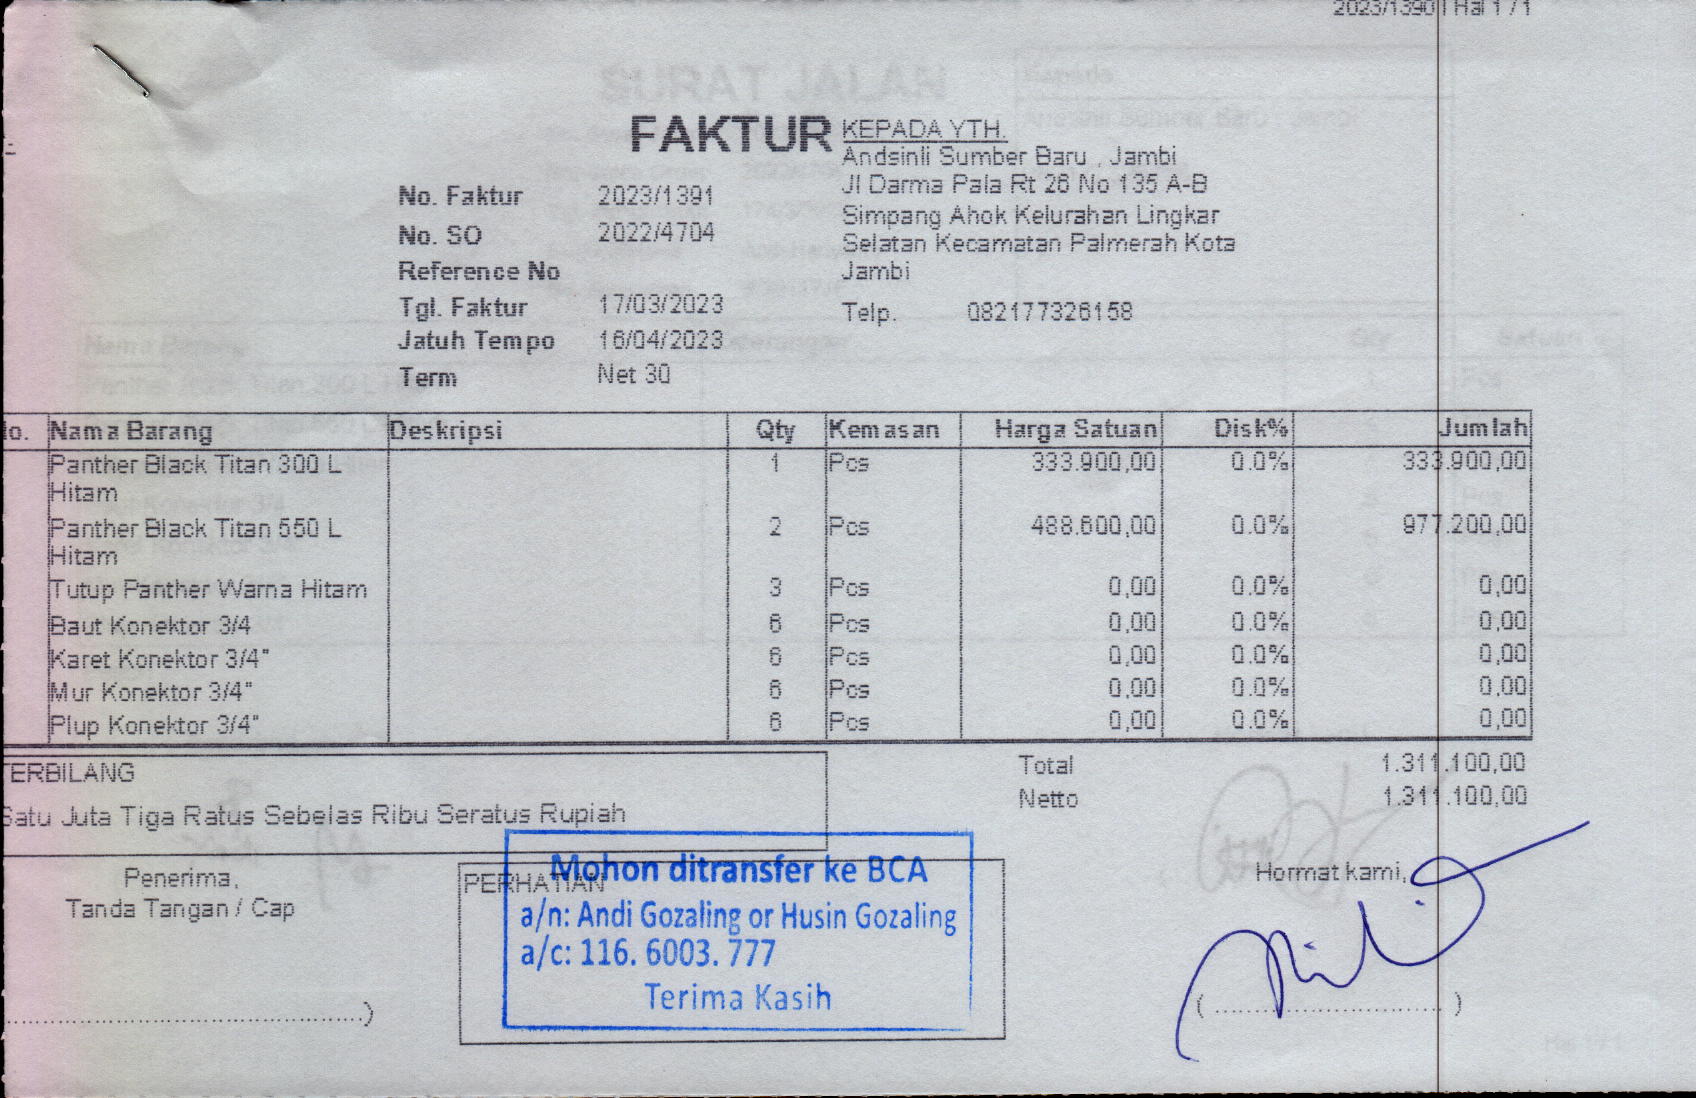 2023/1390 | Hal 1 / 1
FAKTUR
KEPADA YTH.
Andsinli Sumber Baru , Jambi
Jl Darma Pala Rt 26 No 135 A-B
Simpang Ahok Kelurahan Lingkar
Selatan Kecamatan Palmerah Kota
Jambi
Telp. 082177326158
No. Faktur 2023/1391
No. SO 2022/4704
Reference No
Tgl. Faktur 17/03/2023
Jatuh Tempo 16/04/2023
Term Net 30
No. Nama Barang Deskripsi Qty Kemasan Harga Satuan Disk% Jumlah
Panther Black Titan 300 L 1 Pcs 333.900,00 0.0% 333.900,00
Hitam
Panther Black Titan 550 L 2 Pcs 488.600,00 0.0% 977.200,00
Hitam
Tutup Panther Warna Hitam 3 Pcs 0,00 0.0% 0,00
Baut Konektor 3/4 6 Pcs 0,00 0.0% 0,00
Karet Konektor 3/4" 6 Pcs 0,00 0.0% 0,00
Mur Konektor 3/4" 6 Pcs 0,00 0.0% 0,00
Plup Konektor 3/4" 6 Pcs 0,00 0.0% 0,00
TERBILANG
Satu Juta Tiga Ratus Sebelas Ribu Seratus Rupiah
Total 1.311.100,00
Netto 1.311.100,00
Penerima,
Tanda Tangan / Cap
PERHATIAN
Mohon ditransfer ke BCA
a/n: Andi Gozaling or Husin Gozaling
a/c: 116. 6003. 777
Terima Kasih
Hormat kami,